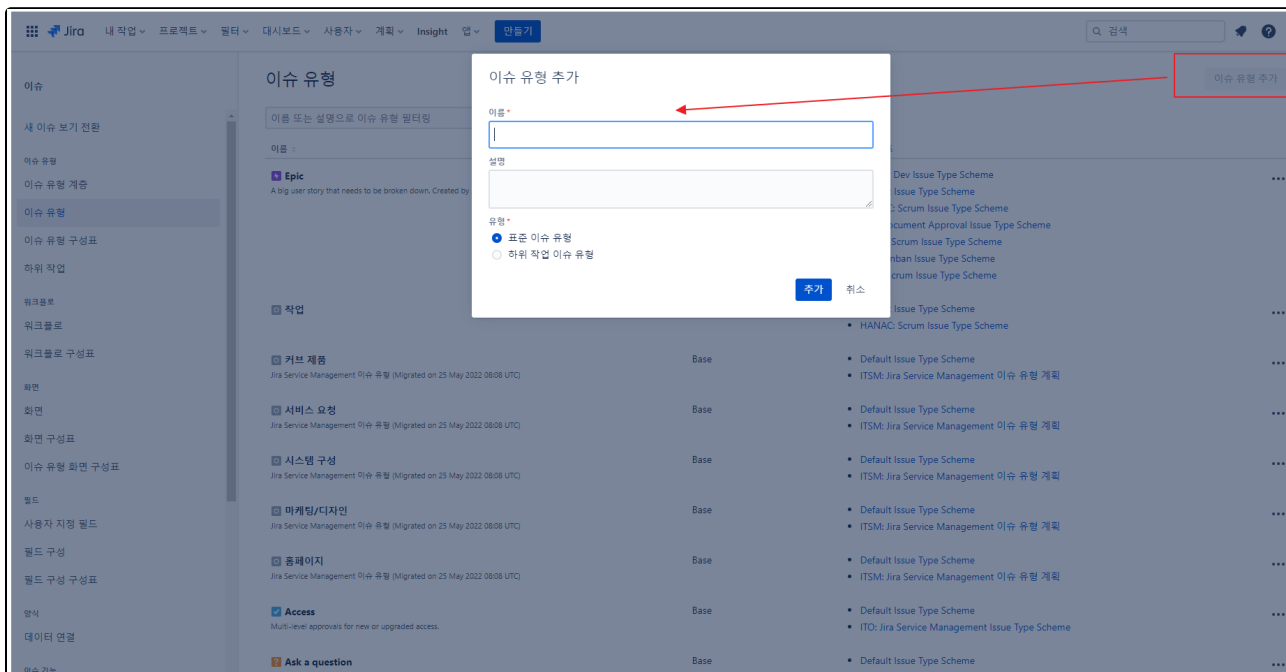 Jira 내 작업 프로젝트 필터 대시보드 사용자 계획 Insight 앱 만들기 검색
이슈
새 이슈 보기 전환
이슈 유형
이슈 유형 계층
이슈 유형
이슈 유형 구성표
하위 작업
워크플로
워크플로
워크플로 구성표
화면
화면
화면 구성표
이슈 유형 화면 구성표
필드
사용자 지정 필드
필드 구성
필드 구성 구성표
양식
데이터 연결
이슈 기능
이슈 유형
이슈 유형 추가
이름 또는 설명으로 이슈 유형 필터링
이름
이슈 유형 추가
이름*
설명
유형*
표준 이슈 유형
하위 작업 이슈 유형
추가 취소
Epic
A big user story that needs to be broken down. Created by
Dev Issue Type Scheme
Issue Type Scheme
Scrum Issue Type Scheme
Approval Issue Type Scheme
Scrum Issue Type Scheme
Issue Type Scheme
Issue Type Scheme
작업
Issue Type Scheme
• HANAC: Scrum Issue Type Scheme
커브 제품 Base • Default Issue Type Scheme
Jira Service Management 이슈 유형 (Migrated on 25 May 2022 08:08 UTC) • ITSM: Jira Service Management 이슈 유형 계획
서비스 요청 Base • Default Issue Type Scheme
Jira Service Management 이슈 유형 (Migrated on 25 May 2022 08:08 UTC) • ITSM: Jira Service Management 이슈 유형 계획
시스템 구성 Base • Default Issue Type Scheme
Jira Service Management 이슈 유형 (Migrated on 25 May 2022 08:08 UTC) • ITSM: Jira Service Management 이슈 유형 계획
마케팅/디자인 Base • Default Issue Type Scheme
Jira Service Management 이슈 유형 (Migrated on 25 May 2022 08:08 UTC) • ITSM: Jira Service Management 이슈 유형 계획
홈페이지 Base • Default Issue Type Scheme
Jira Service Management 이슈 유형 (Migrated on 25 May 2022 08:08 UTC) • ITSM: Jira Service Management 이슈 유형 계획
Access Base • Default Issue Type Scheme
Multi-level approvals for new or upgraded access. • ITO: Jira Service Management Issue Type Scheme
Ask a question Base • Default Issue Type Scheme